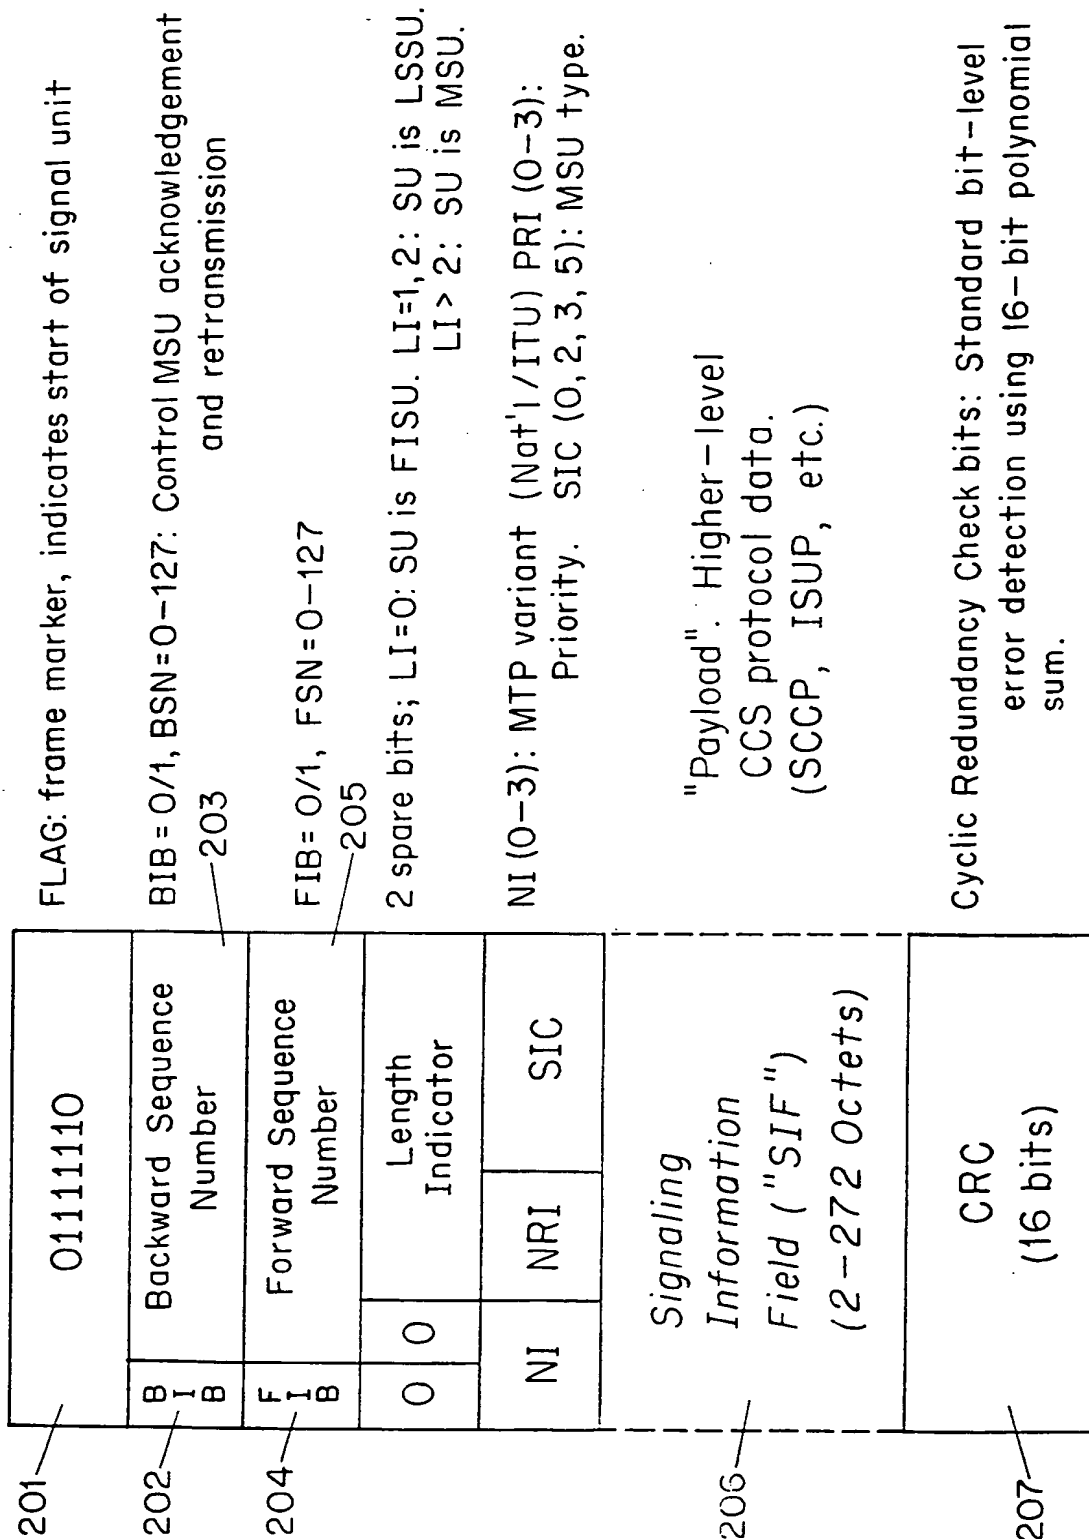 201
01111110
FLAG: frame marker, indicates start of signal unit
202
B
I
B
Backward Sequence
Number
203
BIB = 0/1, BSN = 0-127: Control MSU acknowledgement
and retransmission
204
F
I
B
Forward Sequence
Number
205
FIB = 0/1, FSN = 0-127
0
0
Length
Indicator
2 spare bits; LI = 0: SU is FISU. LI = 1, 2: SU is LSSU.
LI > 2: SU is MSU.
NI
NRI
SIC
NI (0-3): MTP variant (Nat'l/ITU) PRI (0-3):
Priority. SIC (0, 2, 3, 5): MSU type.
206
Signaling
Information
Field ("SIF")
(2-272 Octets)
"Payload". Higher-level
CCS protocol data.
(SCCP, ISUP, etc.)
207
CRC
(16 bits)
Cyclic Redundancy Check bits: Standard bit-level
error detection using 16-bit polynomial
sum.